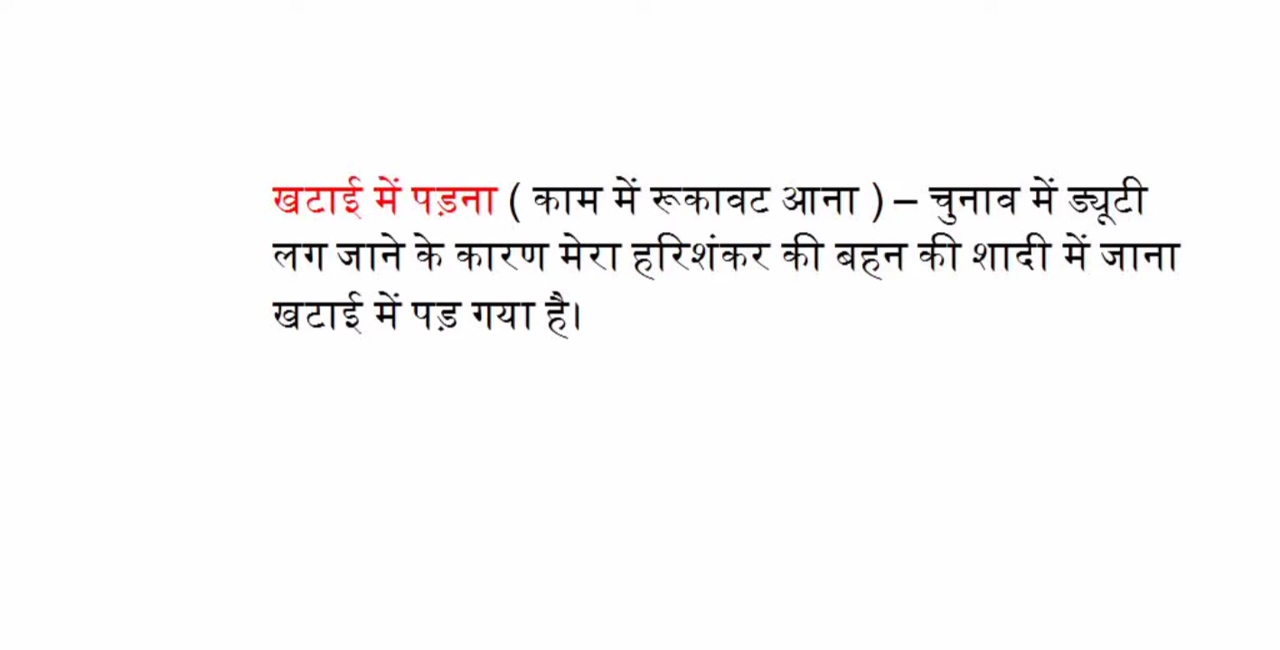 खटाई में पड़ना ( काम में रूकावट आना ) – चुनाव में ड्यूटी
लग जाने के कारण मेरा हरिशंकर की बहन की शादी में जाना
खटाई में पड़ गया है।